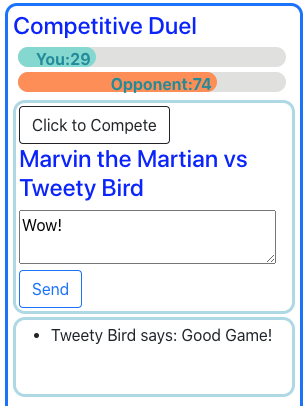 Competitive Duel
You:29
Opponent:74
Click to Compete
Marvin the Martian vs
Tweety Bird
Wow!
Send
• Tweety Bird says: Good Game!